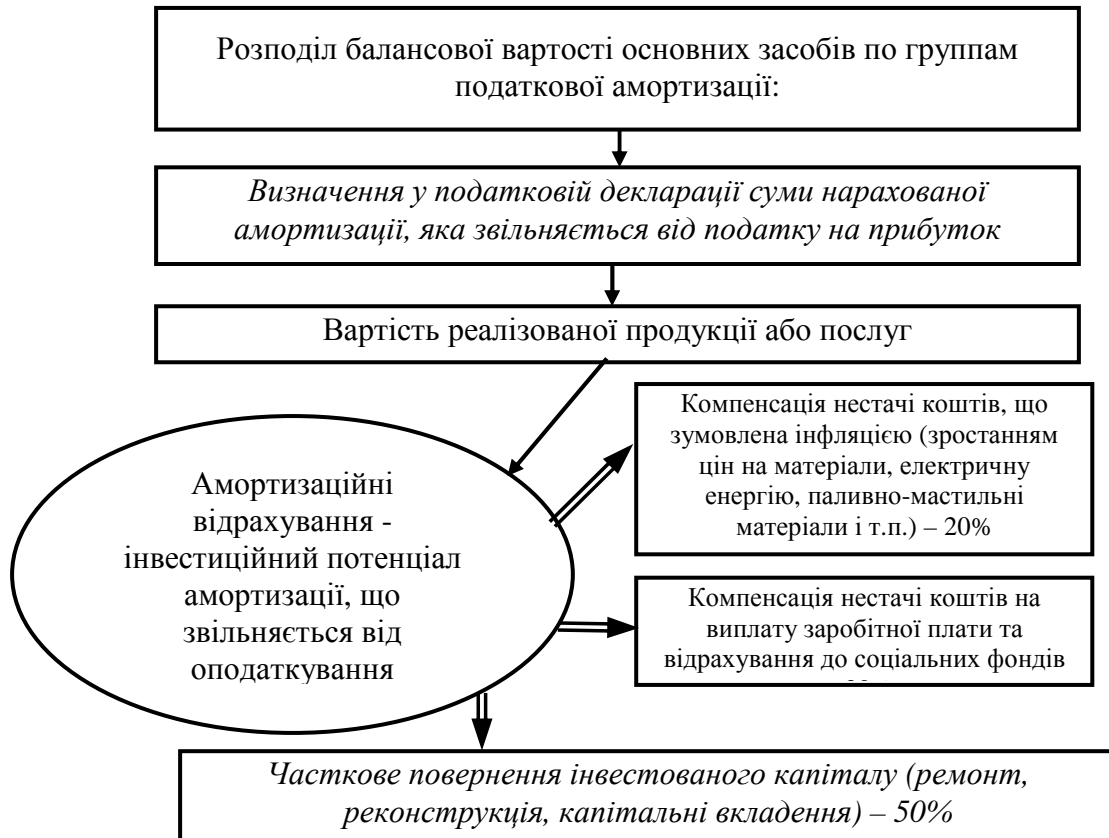 Розподіл балансової вартості основних засобів по группам
податкової амортизації:
Визначення у податковій декларації суми нарахованої
амортизації, яка звільняється від податку на прибуток
Вартість реалізованої продукції або послуг
Амортизаційні
відрахування -
інвестиційний потенціал
амортизації, що
звільняється від
оподаткування
Компенсація нестачі коштів, що
зумовлена інфляцією (зростанням
цін на матеріали, електричну
енергію, паливно-мастильні
матеріали і т.п.) – 20%
Компенсація нестачі коштів на
виплату заробітної плати та
відрахування до соціальних фондів
Часткове повернення інвестованого капіталу (ремонт,
реконструкція, капітальні вкладення) – 50%